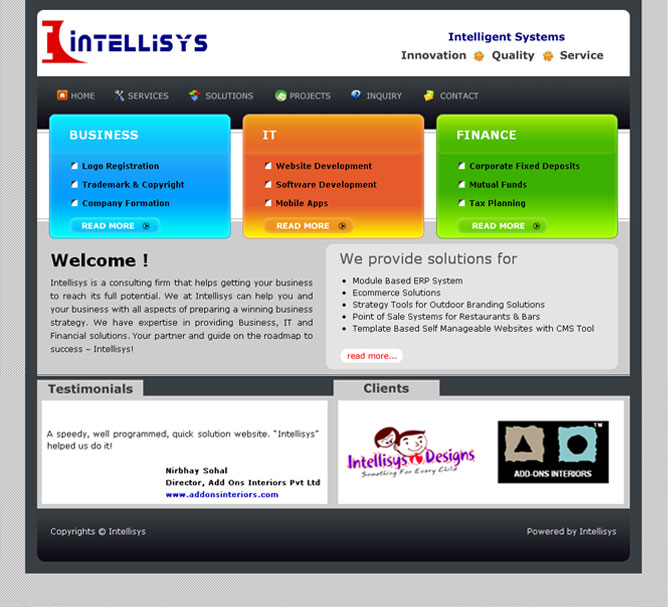 iNTELLiSYS
Intelligent Systems
Innovation Quality Service
HOME SERVICES SOLUTIONS PROJECTS INQUIRY CONTACT
BUSINESS
Logo Registration
Trademark & Copyright
Company Formation
READ MORE
IT
Website Development
Software Development
Mobile Apps
READ MORE
FINANCE
Corporate Fixed Deposits
Mutual Funds
Tax Planning
READ MORE
Welcome !
Intellisys is a consulting firm that helps getting your business
to reach its full potential. We at Intellisys can help you and
your business with all aspects of preparing a winning business
strategy. We have expertise in providing Business, IT and
Financial solutions. Your partner and guide on the roadmap to
success – Intellisys!
We provide solutions for
Module Based ERP System
Ecommerce Solutions
Strategy Tools for Outdoor Branding Solutions
Point of Sale Systems for Restaurants & Bars
Template Based Self Manageable Websites with CMS Tool
read more...
Testimonials
A speedy, well programmed, quick solution website. “Intellisys”
helped us do it!
Nirbhay Sohal
Director, Add Ons Interiors Pvt Ltd
www.addonsinteriors.com
Clients
Intellisys Designs
Something For Every Child
TM
ADD-ONS INTERIORS
Copyrights © Intellisys
Powered by Intellisys